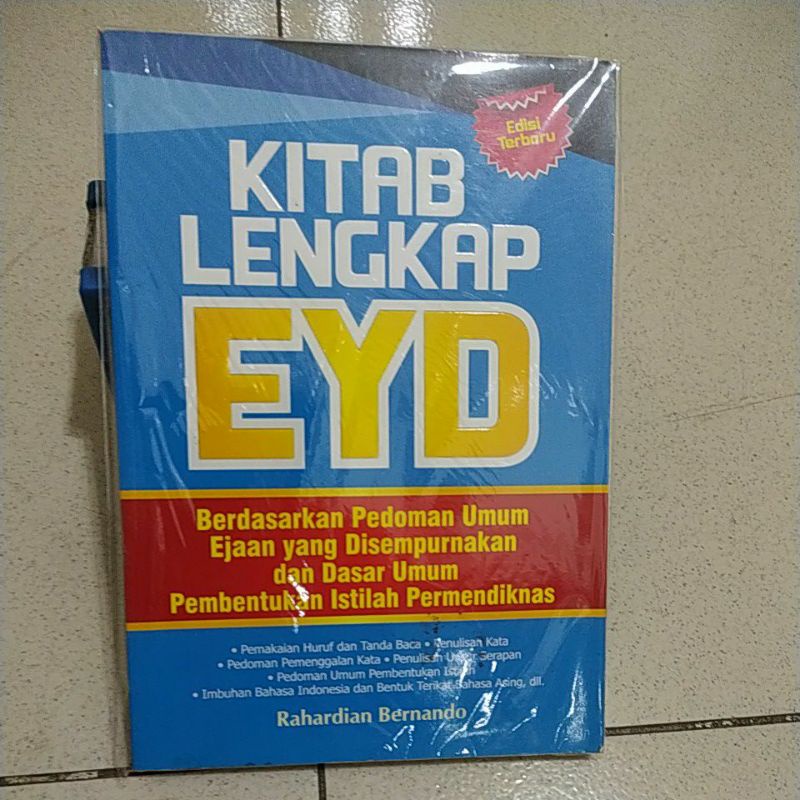 Edisi
Terbaru
KITAB
LENGKAP
EYD
Berdasarkan Pedoman Umum
Ejaan yang Disempurnakan
dan Dasar Umum
Pembentukan Istilah Permendiknas
• Pemakaian Huruf dan Tanda Baca • Penulisan Kata
• Pedoman Pemenggalan Kata • Penulisan Unsur Serapan
• Pedoman Umum Pembentukan Istilah
• Imbuhan Bahasa Indonesia dan Bentuk Terikat Bahasa Asing, dll.
Rahardian Bernando